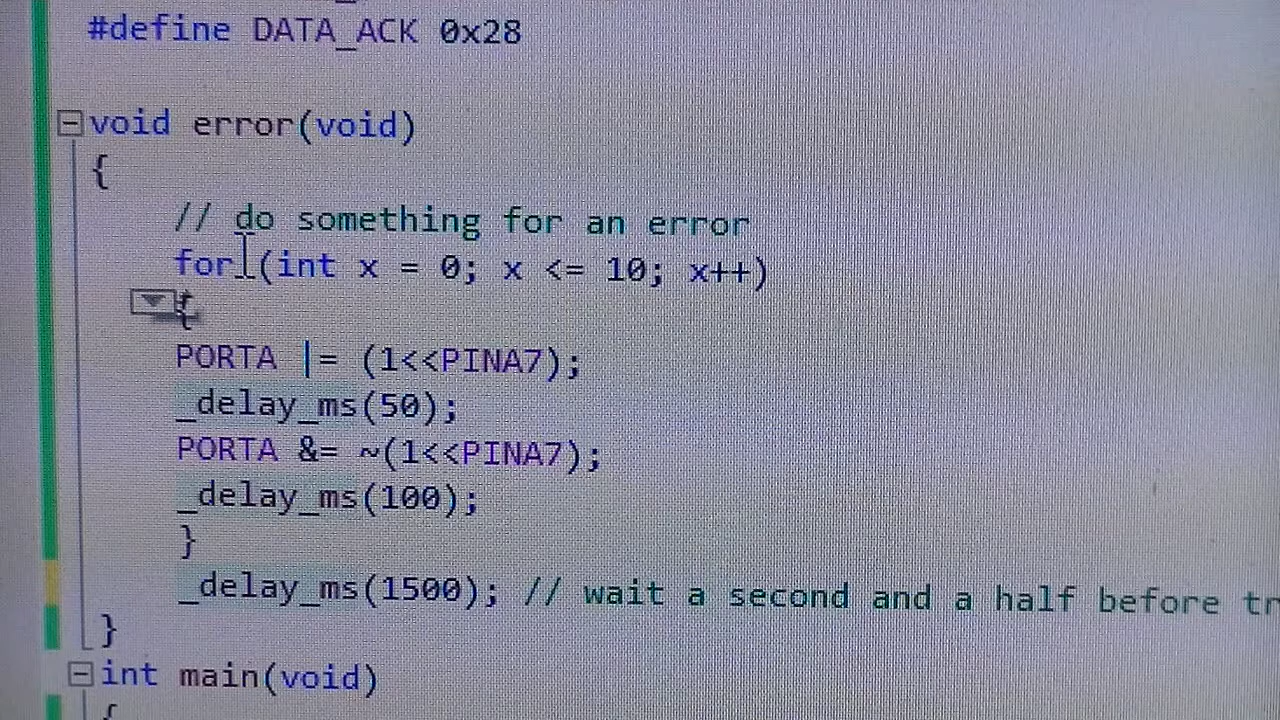 #define DATA_ACK 0x28
void error(void)
{
// do something for an error
for (int x = 0; x <= 10; x++)
{
PORTA |= (1<<PINA7);
_delay_ms(50);
PORTA &= ~(1<<PINA7);
_delay_ms(100);
}
_delay_ms(1500); // wait a second and a half before
}
int main(void)
{